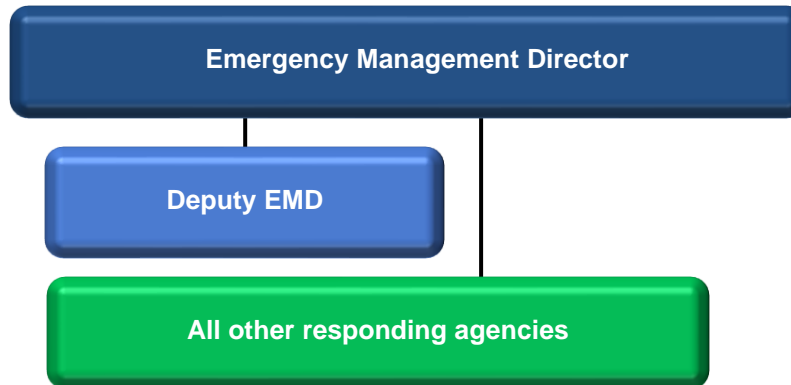 Emergency Management Director
Deputy EMD
All other responding agencies